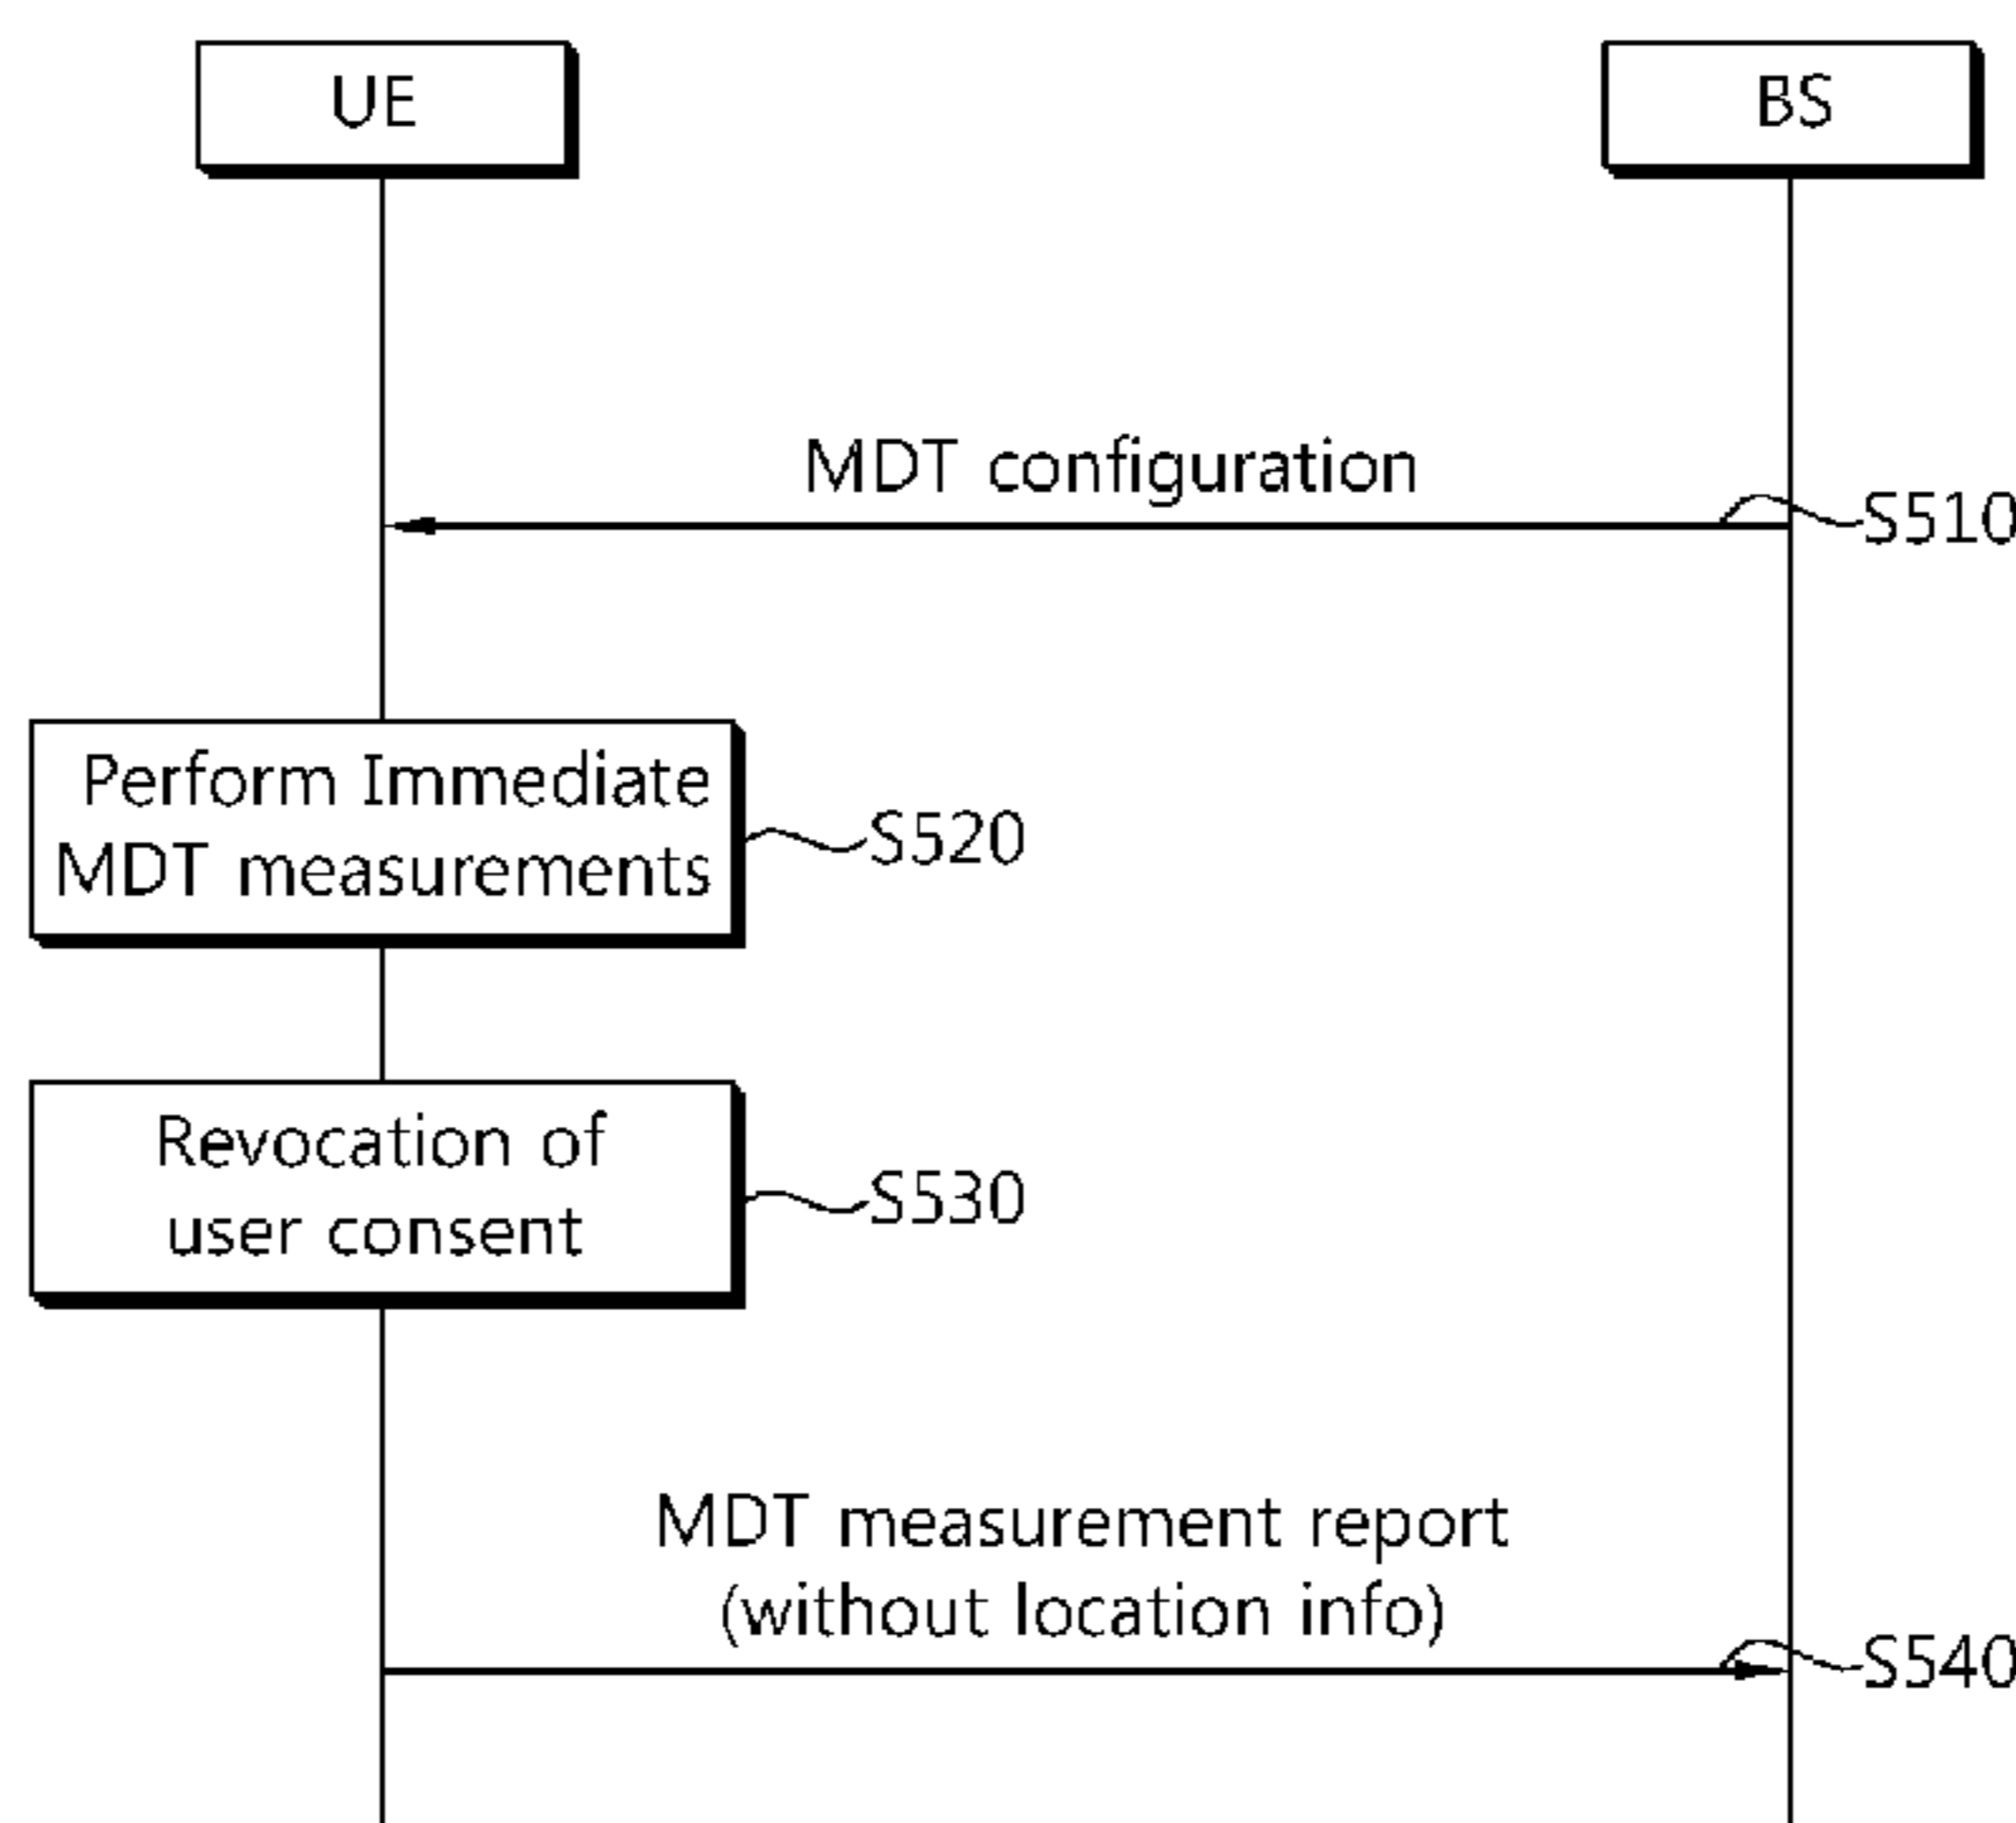 UE
BS
MDT configuration
S510
Perform Immediate
MDT measurements
S520
Revocation of
user consent
S530
MDT measurement report
(without location info)
S540